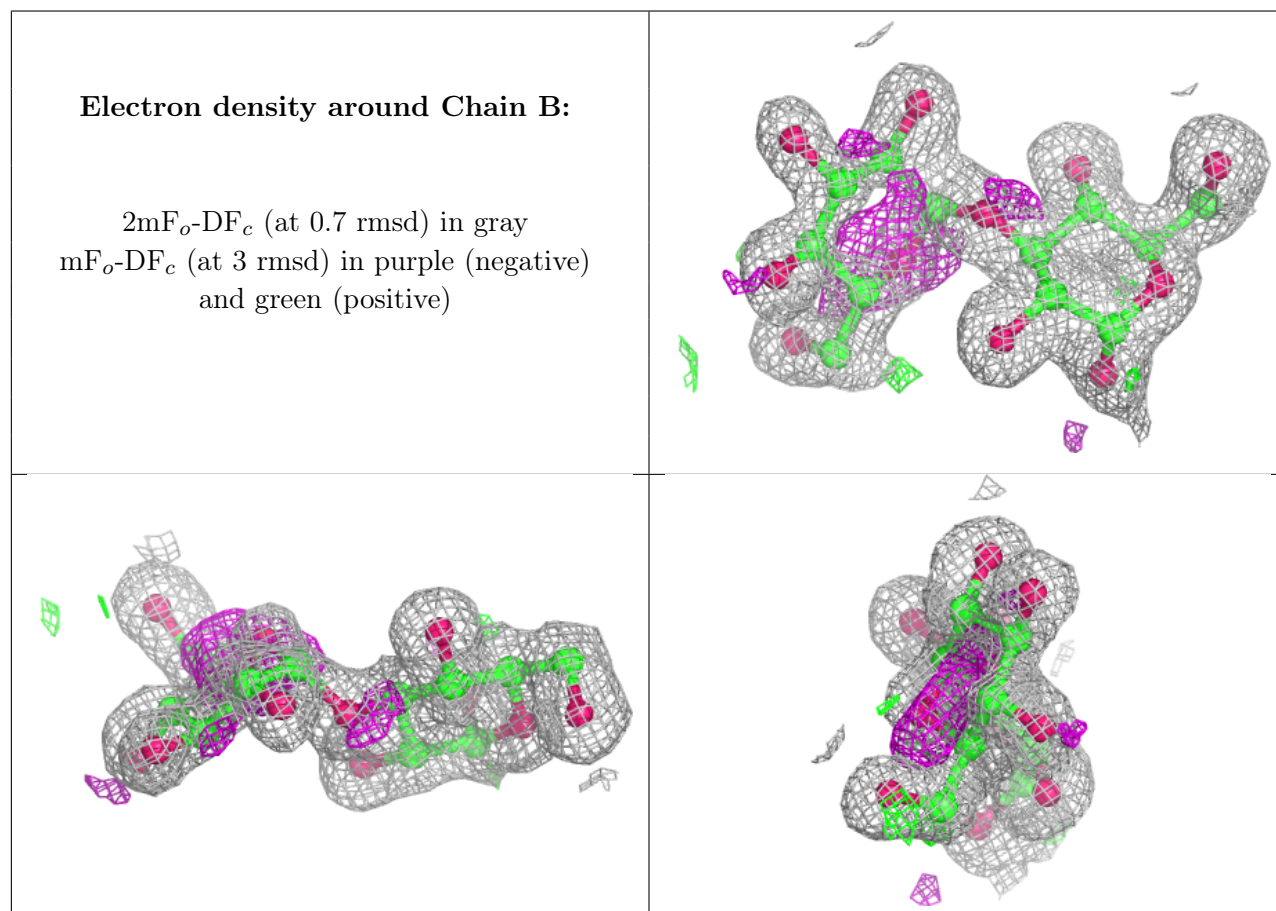 Electron density around Chain B:
2mFₒ-DF𝒸 (at 0.7 rmsd) in gray
mFₒ-DF𝒸 (at 3 rmsd) in purple (negative)
and green (positive)